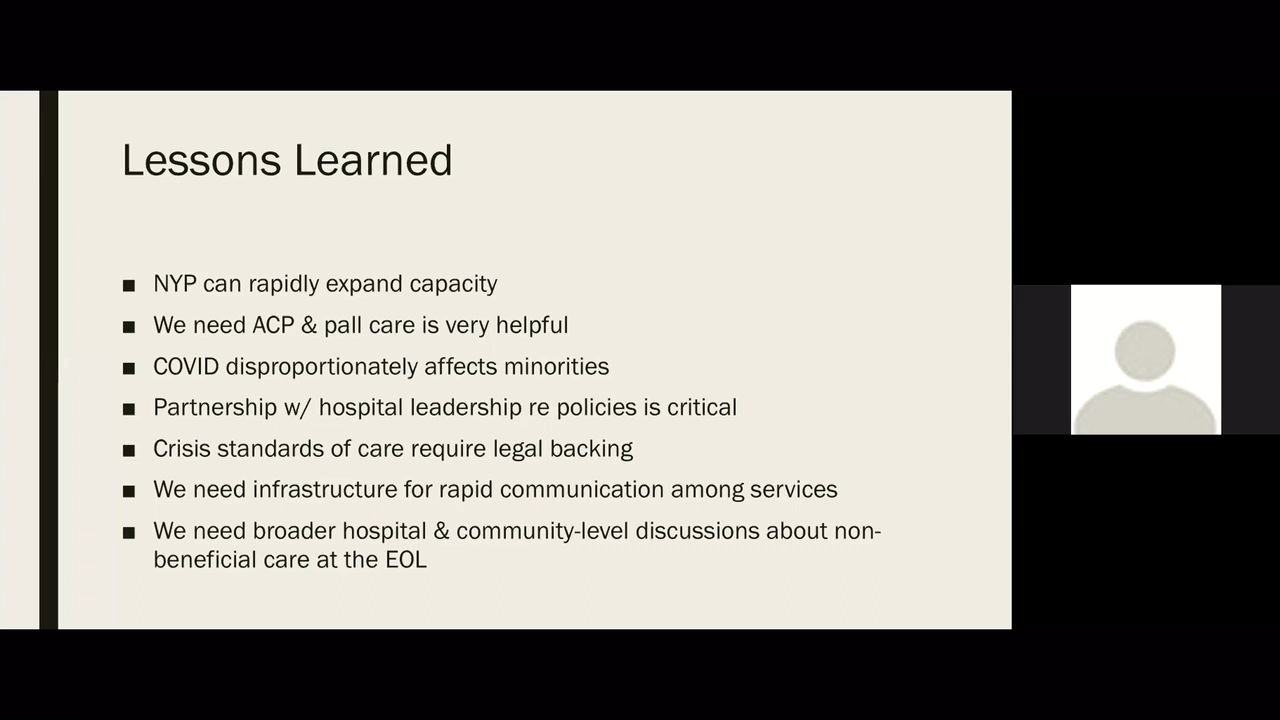 Lessons Learned
■ NYP can rapidly expand capacity
■ We need ACP & pall care is very helpful
■ COVID disproportionately affects minorities
■ Partnership w/ hospital leadership re policies is critical
■ Crisis standards of care require legal backing
■ We need infrastructure for rapid communication among services
■ We need broader hospital & community-level discussions about non-
beneficial care at the EOL